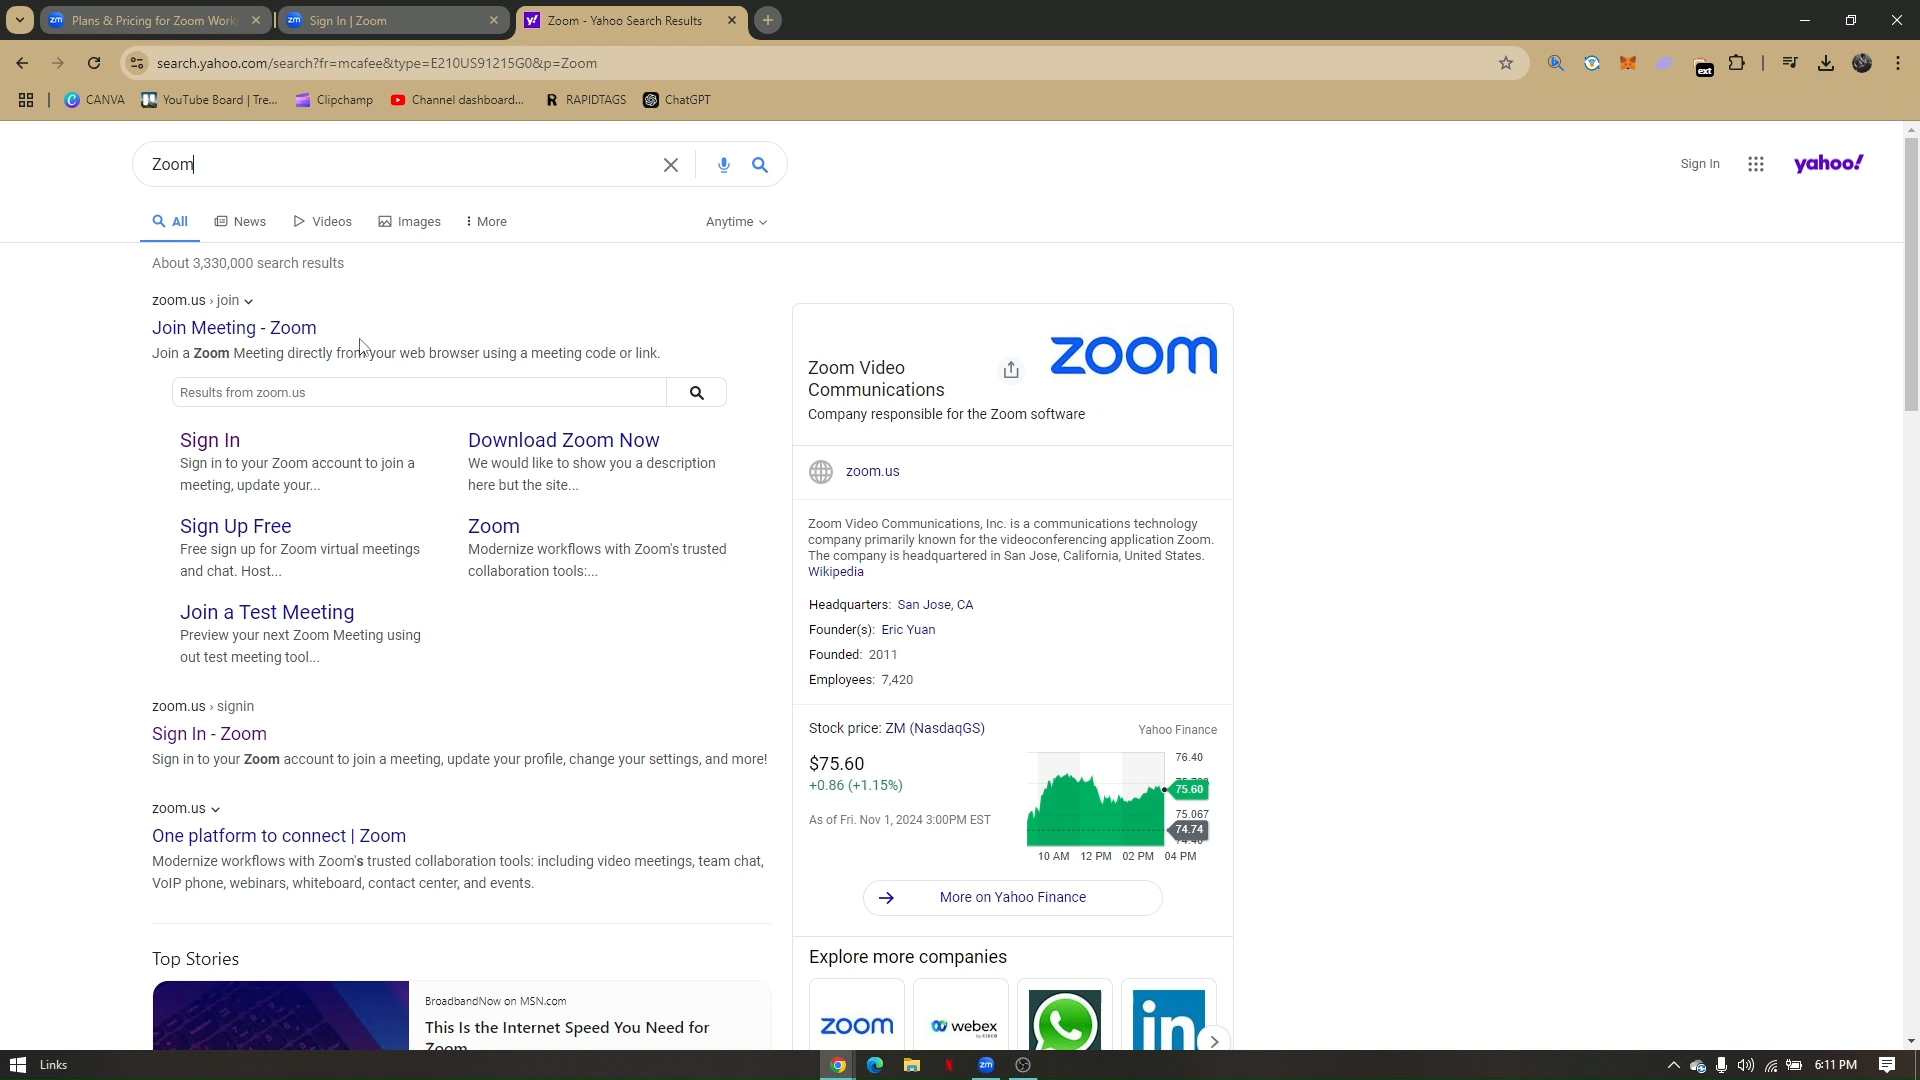 Plans & Pricing for Zoom Work
Sign In | Zoom
Zoom - Yahoo Search Results
search.yahoo.com/search?fr=mcafee&type=E210US91215G0&p=Zoom
ext
CANVA
YouTube Board | Tre...
Clipchamp
Channel dashboard...
RAPIDTAGS
ChatGPT
Zoom
Sign In
yahoo!
All
News
Videos
Images
More
Anytime
About 3,330,000 search results
zoom.us › join
Join Meeting - Zoom
Join a Zoom Meeting directly from your web browser using a meeting code or link.
Results from zoom.us
Sign In
Sign in to your Zoom account to join a
meeting, update your...
Download Zoom Now
We would like to show you a description
here but the site...
Sign Up Free
Free sign up for Zoom virtual meetings
and chat. Host...
Zoom
Modernize workflows with Zoom's trusted
collaboration tools:...
Join a Test Meeting
Preview your next Zoom Meeting using
out test meeting tool...
zoom.us › signin
Sign In - Zoom
Sign in to your Zoom account to join a meeting, update your profile, change your settings, and more!
zoom.us
One platform to connect | Zoom
Modernize workflows with Zoom's trusted collaboration tools: including video meetings, team chat,
VoIP phone, webinars, whiteboard, contact center, and events.
Top Stories
BroadbandNow on MSN.com
This Is the Internet Speed You Need for
Zoom
Zoom Video
Communications
zoom
Company responsible for the Zoom software
zoom.us
Zoom Video Communications, Inc. is a communications technology
company primarily known for the videoconferencing application Zoom.
The company is headquartered in San Jose, California, United States.
Wikipedia
Headquarters: San Jose, CA
Founder(s): Eric Yuan
Founded: 2011
Employees: 7,420
Stock price: ZM (NasdaqGS)
Yahoo Finance
$75.60
+0.86 (+1.15%)
As of Fri. Nov 1, 2024 3:00PM EST
76.40
75.60
75.067
74.74
10 AM 12 PM 02 PM 04 PM
More on Yahoo Finance
Explore more companies
zoom
webex
by CISCO
in
Links
zm
6:11 PM